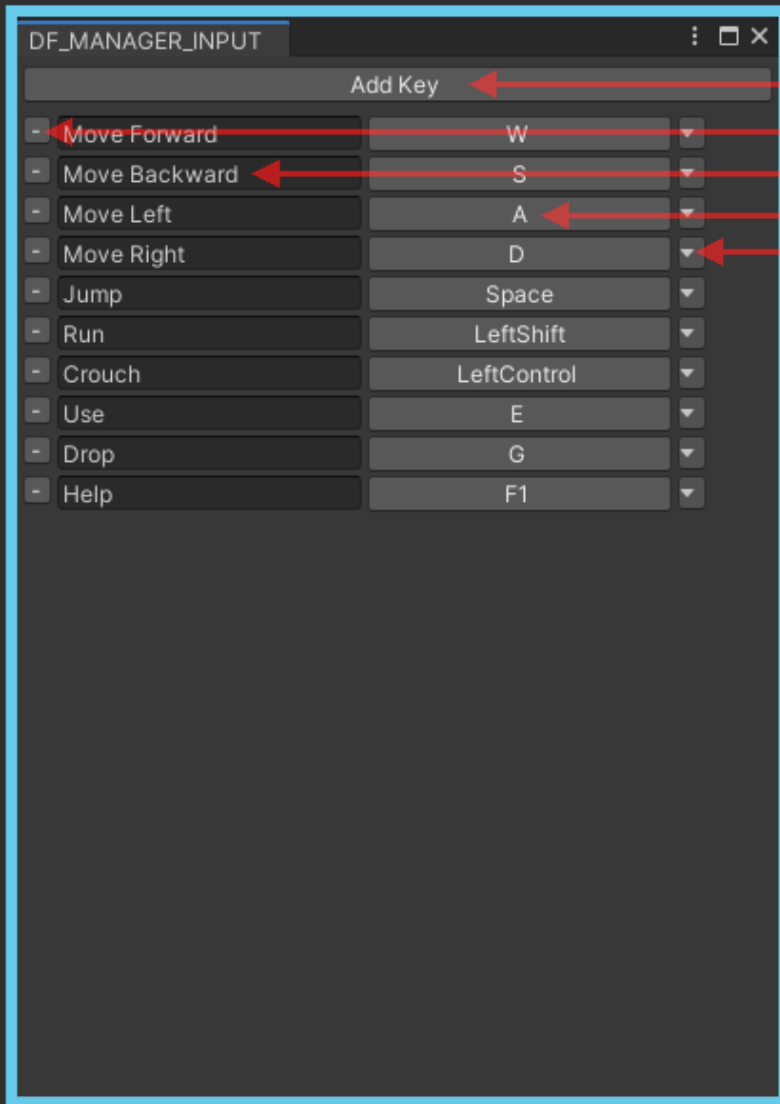 DF_MANAGER_INPUT
Add Key
- Move Forward W
- Move Backward S
- Move Left A
- Move Right D
- Jump Space
- Run LeftShift
- Crouch LeftControl
- Use E
- Drop G
- Help F1